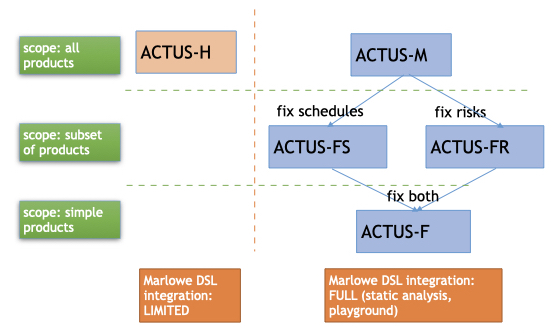 scope: all
products
ACTUS-H
ACTUS-M
fix schedules
fix risks
scope: subset
of products
ACTUS-FS
ACTUS-FR
fix both
scope: simple
products
ACTUS-F
Marlowe DSL
integration:
LIMITED
Marlowe DSL integration:
FULL (static analysis,
playground)